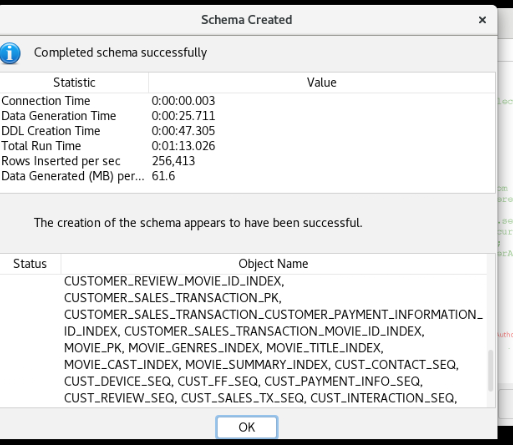 Schema Created
×
Completed schema successfully
Statistic Value
Connection Time 0:00:00.003
Data Generation Time 0:00:25.711
DDL Creation Time 0:00:47.305
Total Run Time 0:01:13.026
Rows Inserted per sec 256,413
Data Generated (MB) per... 61.6
The creation of the schema appears to have been successful.
Status Object Name
CUSTOMER_REVIEW_MOVIE_ID_INDEX,
CUSTOMER_SALES_TRANSACTION_PK,
CUSTOMER_SALES_TRANSACTION_CUSTOMER_PAYMENT_INFORMATION_
ID_INDEX, CUSTOMER_SALES_TRANSACTION_MOVIE_ID_INDEX,
MOVIE_PK, MOVIE_GENRES_INDEX, MOVIE_TITLE_INDEX,
MOVIE_CAST_INDEX, MOVIE_SUMMARY_INDEX, CUST_CONTACT_SEQ,
CUST_DEVICE_SEQ, CUST_FF_SEQ, CUST_PAYMENT_INFO_SEQ,
CUST_REVIEW_SEQ, CUST_SALES_TX_SEQ, CUST_INTERACTION_SEQ,
OK